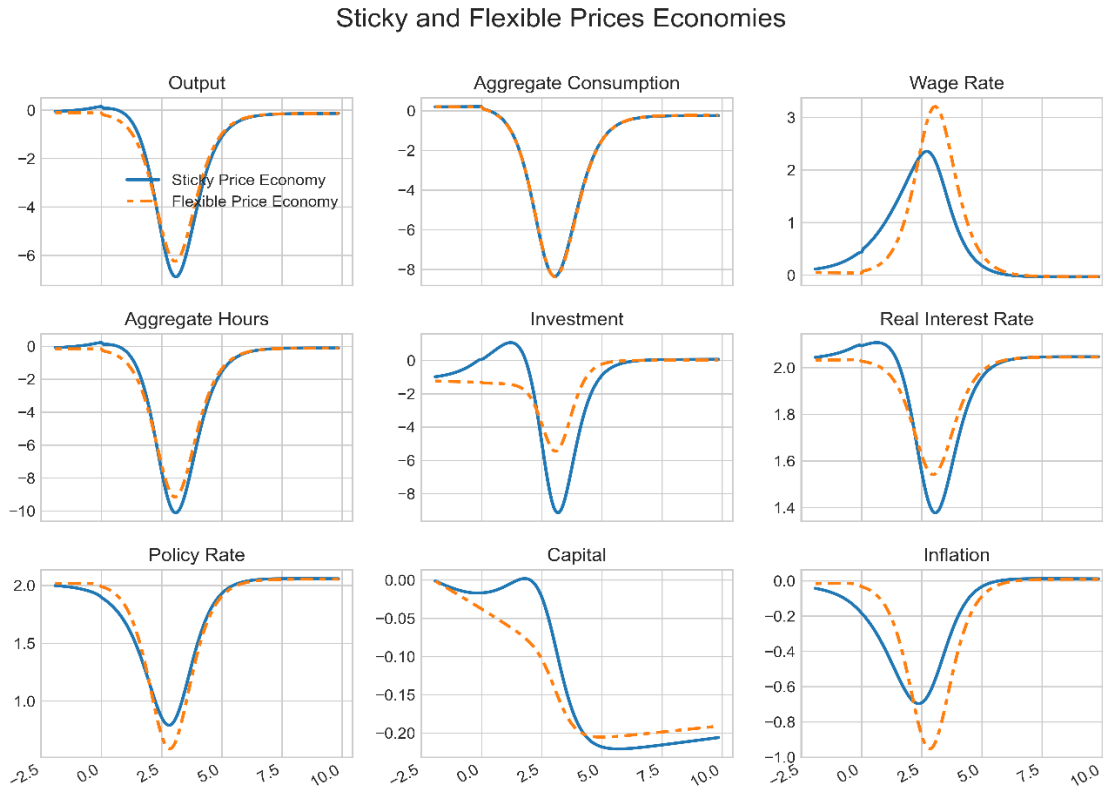 Sticky and Flexible Prices Economies
Output
Aggregate Consumption
Wage Rate
0
−2
−4
−6
Sticky Price Economy
Flexible Price Economy
0
−2
−4
−6
−8
3
2
1
0
Aggregate Hours
Investment
Real Interest Rate
0
−2
−4
−6
−8
−10
0
−2
−4
−6
−8
2.0
1.8
1.6
1.4
Policy Rate
Capital
Inflation
2.0
1.5
1.0
0.00
−0.05
−0.10
−0.15
−0.20
0.0
−0.2
−0.4
−0.6
−0.8
−1.0
−2.5 0.0 2.5 5.0 7.5 10.0
−2.5 0.0 2.5 5.0 7.5 10.0
−2.5 0.0 2.5 5.0 7.5 10.0